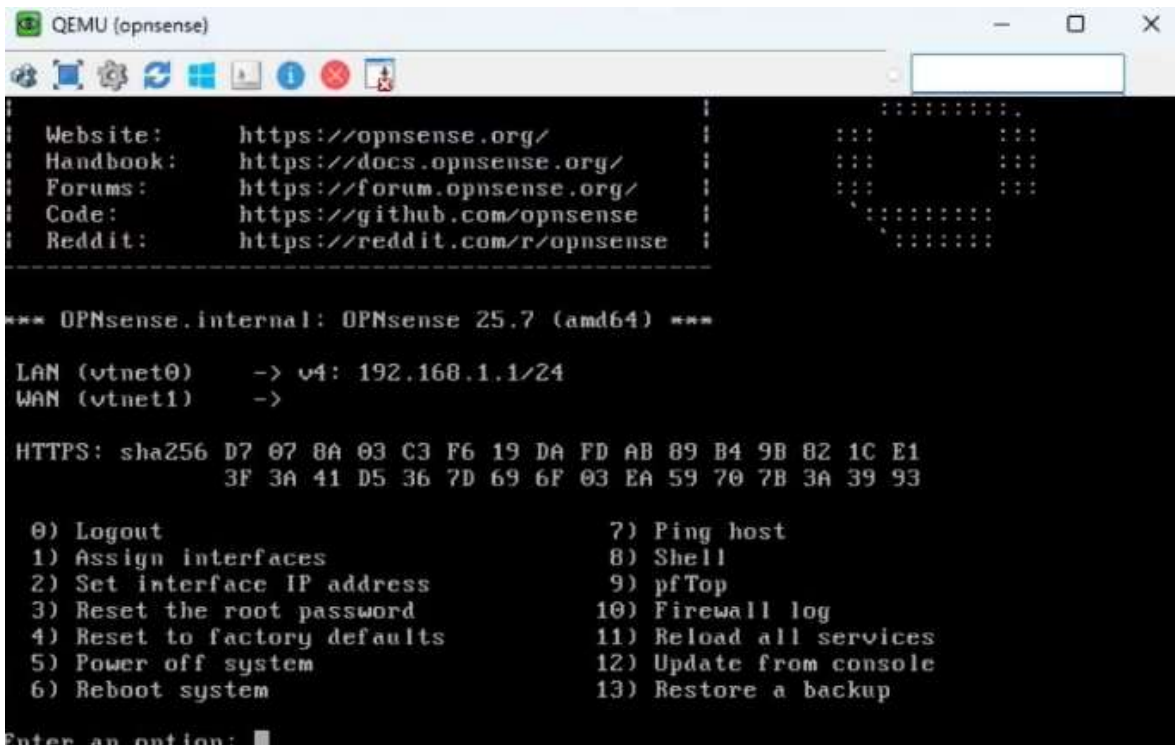 QEMU (opnsense)
Website: https://opnsense.org/
Handbook: https://docs.opnsense.org/
Forums: https://forum.opnsense.org/
Code: https://github.com/opnsense
Reddit: https://reddit.com/r/opnsense
*** OPNsense.internal: OPNsense 25.7 (amd64) ***
LAN (vtnet0) -> v4: 192.168.1.1/24
WAN (vtnet1) ->
HTTPS: sha256 D7 07 8A 03 C3 F6 19 DA FD AB 89 B4 9B 82 1C E1
3F 3A 41 D5 36 7D 69 6F 03 EA 59 70 7B 3A 39 93
0) Logout 7) Ping host
1) Assign interfaces 8) Shell
2) Set interface IP address 9) pfTop
3) Reset the root password 10) Firewall log
4) Reset to factory defaults 11) Reload all services
5) Power off system 12) Update from console
6) Reboot system 13) Restore a backup
Enter an option: